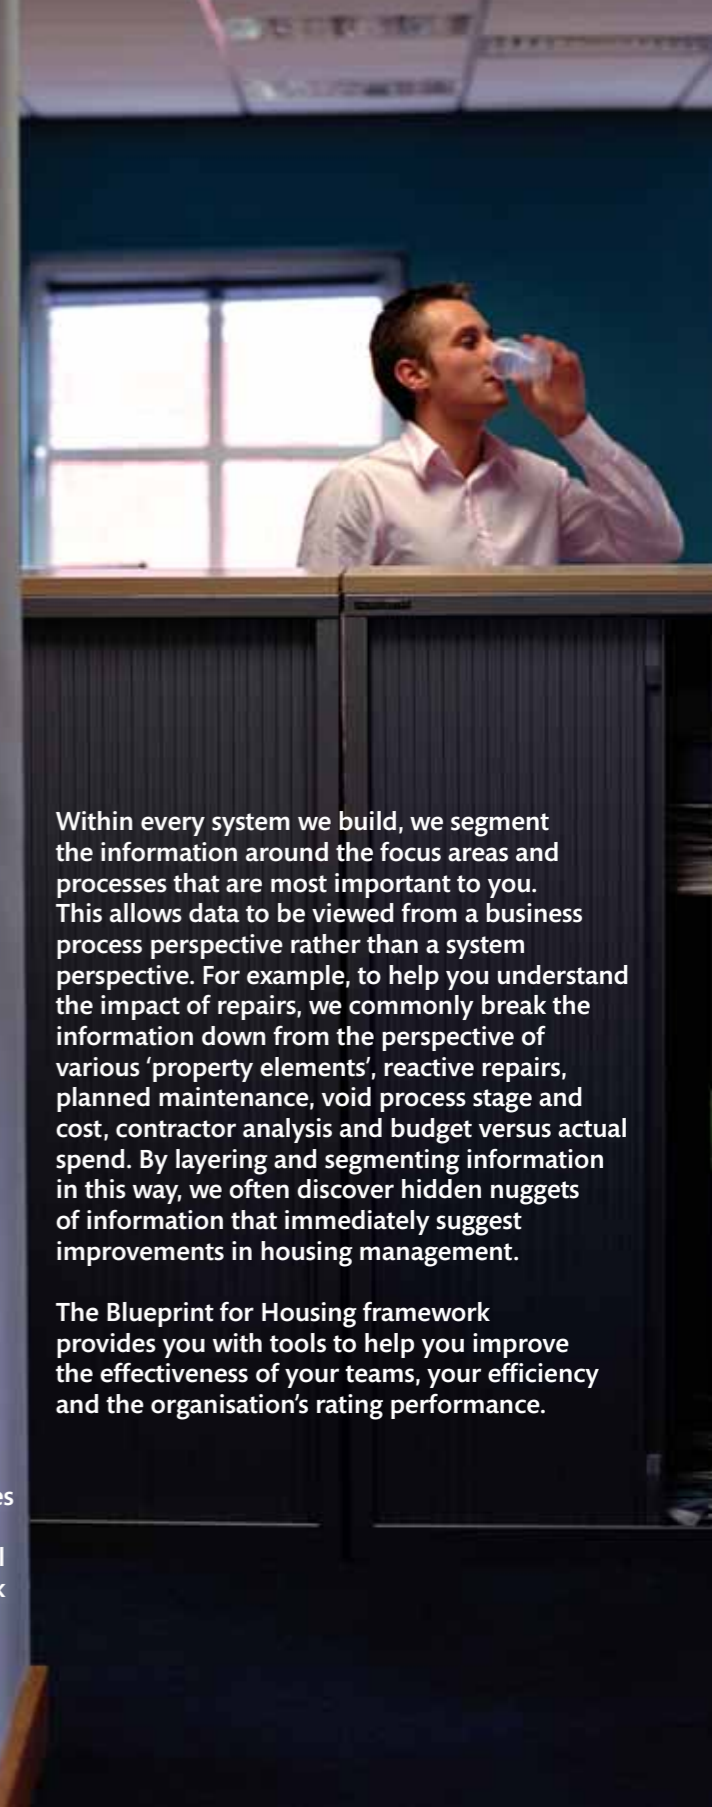 Within every system we build, we segment
the information around the focus areas and
processes that are most important to you.
This allows data to be viewed from a business
process perspective rather than a system
perspective. For example, to help you understand
the impact of repairs, we commonly break the
information down from the perspective of
various ‘property elements’, reactive repairs,
planned maintenance, void process stage and
cost, contractor analysis and budget versus actual
spend. By layering and segmenting information
in this way, we often discover hidden nuggets
of information that immediately suggest
improvements in housing management.
The Blueprint for Housing framework
provides you with tools to help you improve
the effectiveness of your teams, your efficiency
and the organisation’s rating performance.